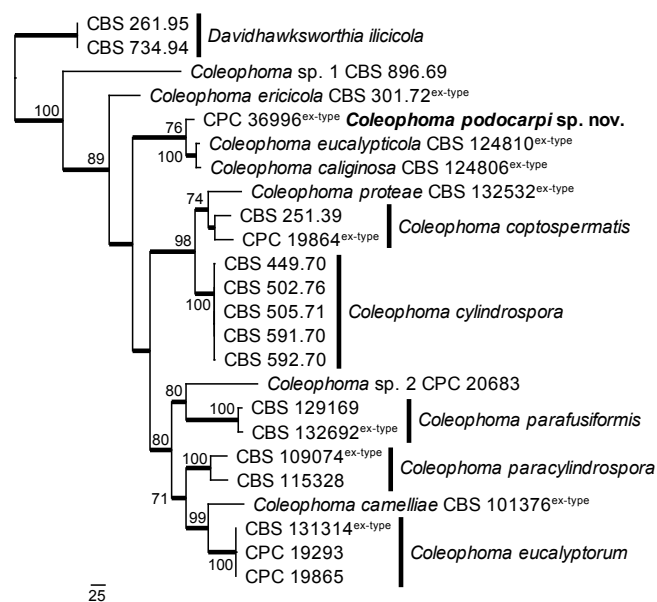 CBS 261.95
CBS 734.94
Davidhawksworthia ilicicola
Coleophoma sp. 1 CBS 896.69
100
Coleophoma ericicola CBS 301.72ex-type
89
CPC 36996ex-type Coleophoma podocarpi sp. nov.
76
Coleophoma eucalypticola CBS 124810ex-type
100
Coleophoma caliginosa CBS 124806ex-type
Coleophoma proteae CBS 132532ex-type
74
CBS 251.39
CPC 19864ex-type
Coleophoma coptospermatis
98
CBS 449.70
CBS 502.76
CBS 505.71
CBS 591.70
CBS 592.70
100
Coleophoma cylindrospora
Coleophoma sp. 2 CPC 20683
80
CBS 129169
CBS 132692ex-type
100
Coleophoma parafusiformis
80
CBS 109074ex-type
CBS 115328
100
Coleophoma paracylindrospora
71
Coleophoma camelliae CBS 101376ex-type
99
CBS 131314ex-type
CPC 19293
CPC 19865
100
Coleophoma eucalyptorum
25